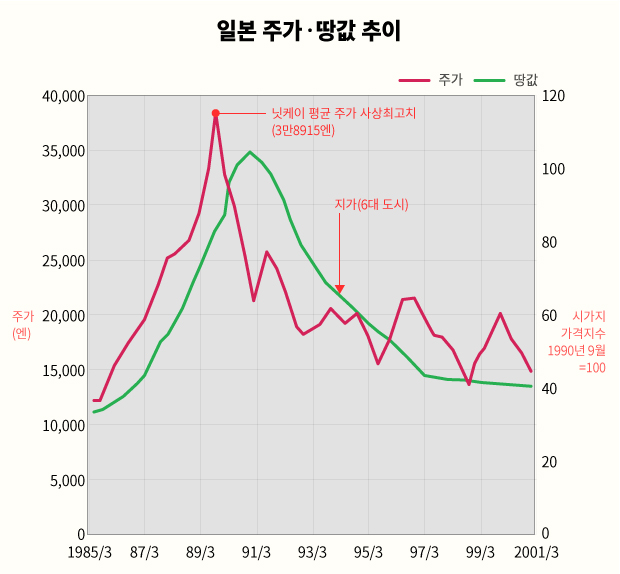 일본 주가·땅값 추이
주가 땅값
40,000
35,000
30,000
25,000
20,000
15,000
10,000
5,000
0
주가
(엔)
닛케이 평균 주가 사상최고치
(3만8915엔)
지가(6대 도시)
120
100
80
60
40
20
0
시가지
가격지수
1990년 9월
=100
1985/3 87/3 89/3 91/3 93/3 95/3 97/3 99/3 2001/3